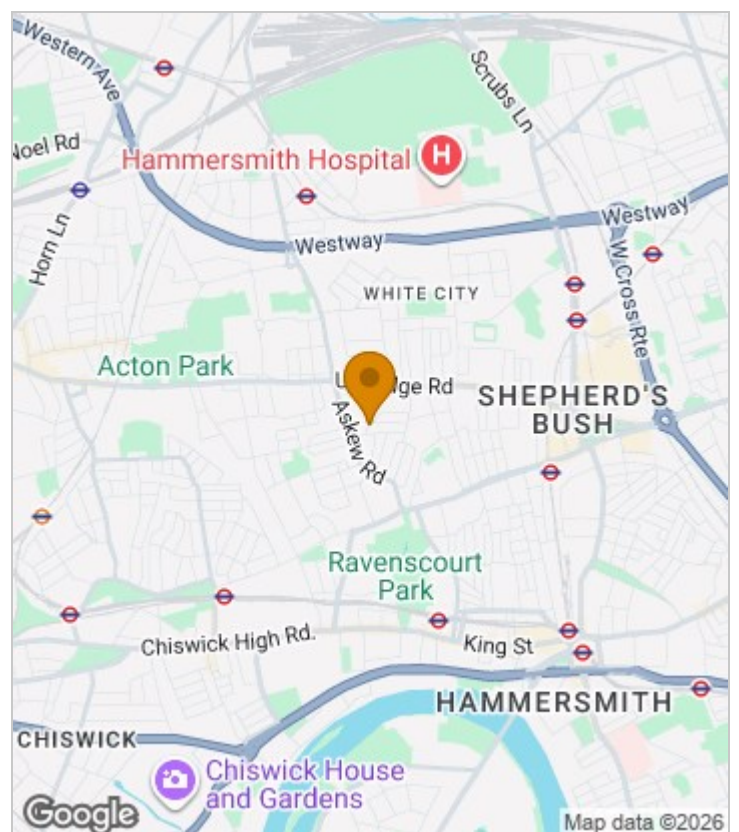 Western Ave
Scrubs Ln
Noel Rd
Hammersmith Hospital
H
Horn Ln
Westway
Westway
W Cross Rte
WHITE CITY
Acton Park
ge Rd
SHEPHERD'S
BUSH
Askew Rd
Ravenscourt
Park
Chiswick High Rd.
King St
HAMMERSMITH
CHISWICK
Chiswick House
and Gardens
Google
Map data ©2026